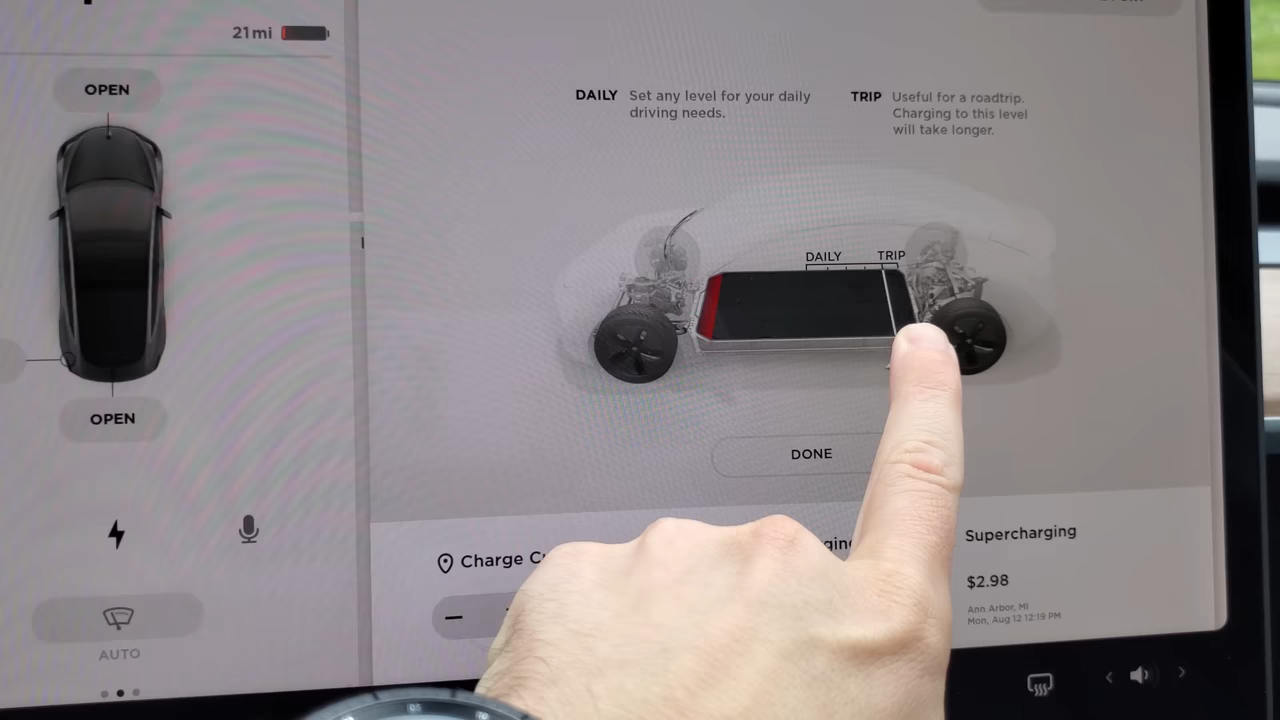 21mi
OPEN
OPEN
AUTO
DAILY Set any level for your daily
driving needs.
TRIP Useful for a roadtrip.
Charging to this level
will take longer.
DAILY TRIP
DONE
Charge
Supercharging
$2.98
Ann Arbor, MI
Mon, Aug 12 12:19 PM